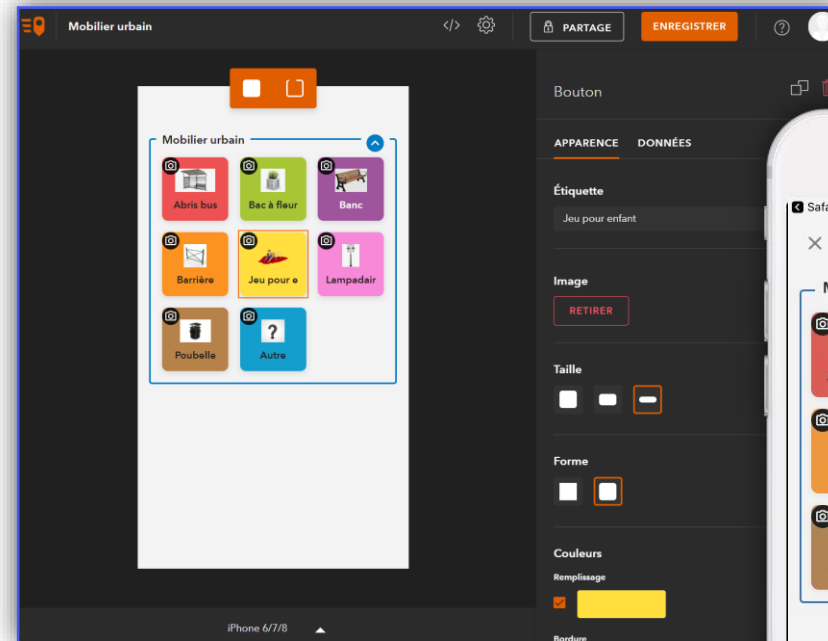 Mobilier urbain
</>
PARTAGE
ENREGISTRER
?
Mobilier urbain
Abris bus
Bac à fleur
Banc
Barrière
Jeu pour e
Lampadair
Poubelle
?
Autre
iPhone 6/7/8
Bouton
APPARENCE
DONNÉES
Étiquette
Jeu pour enfant
Image
RETIRER
Taille
Forme
Couleurs
Remplissage
Bordure
Safa
M